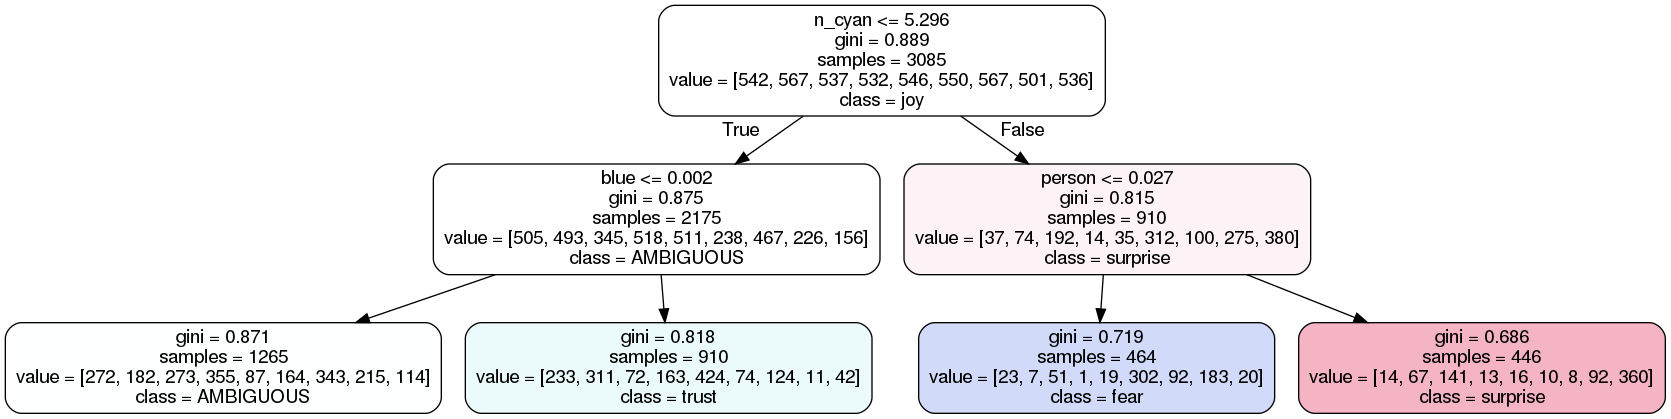 n_cyan <= 5.296
gini = 0.889
samples = 3085
value = [542, 567, 537, 532, 546, 550, 567, 501, 536]
class = joy
True
False
blue <= 0.002
gini = 0.875
samples = 2175
value = [505, 493, 345, 518, 511, 238, 467, 226, 156]
class = AMBIGUOUS
person <= 0.027
gini = 0.815
samples = 910
value = [37, 74, 192, 14, 35, 312, 100, 275, 380]
class = surprise
gini = 0.871
samples = 1265
value = [272, 182, 273, 355, 87, 164, 343, 215, 114]
class = AMBIGUOUS
gini = 0.818
samples = 910
value = [233, 311, 72, 163, 424, 74, 124, 11, 42]
class = trust
gini = 0.719
samples = 464
value = [23, 7, 51, 1, 19, 302, 92, 183, 20]
class = fear
gini = 0.686
samples = 446
value = [14, 67, 141, 13, 16, 10, 8, 92, 360]
class = surprise